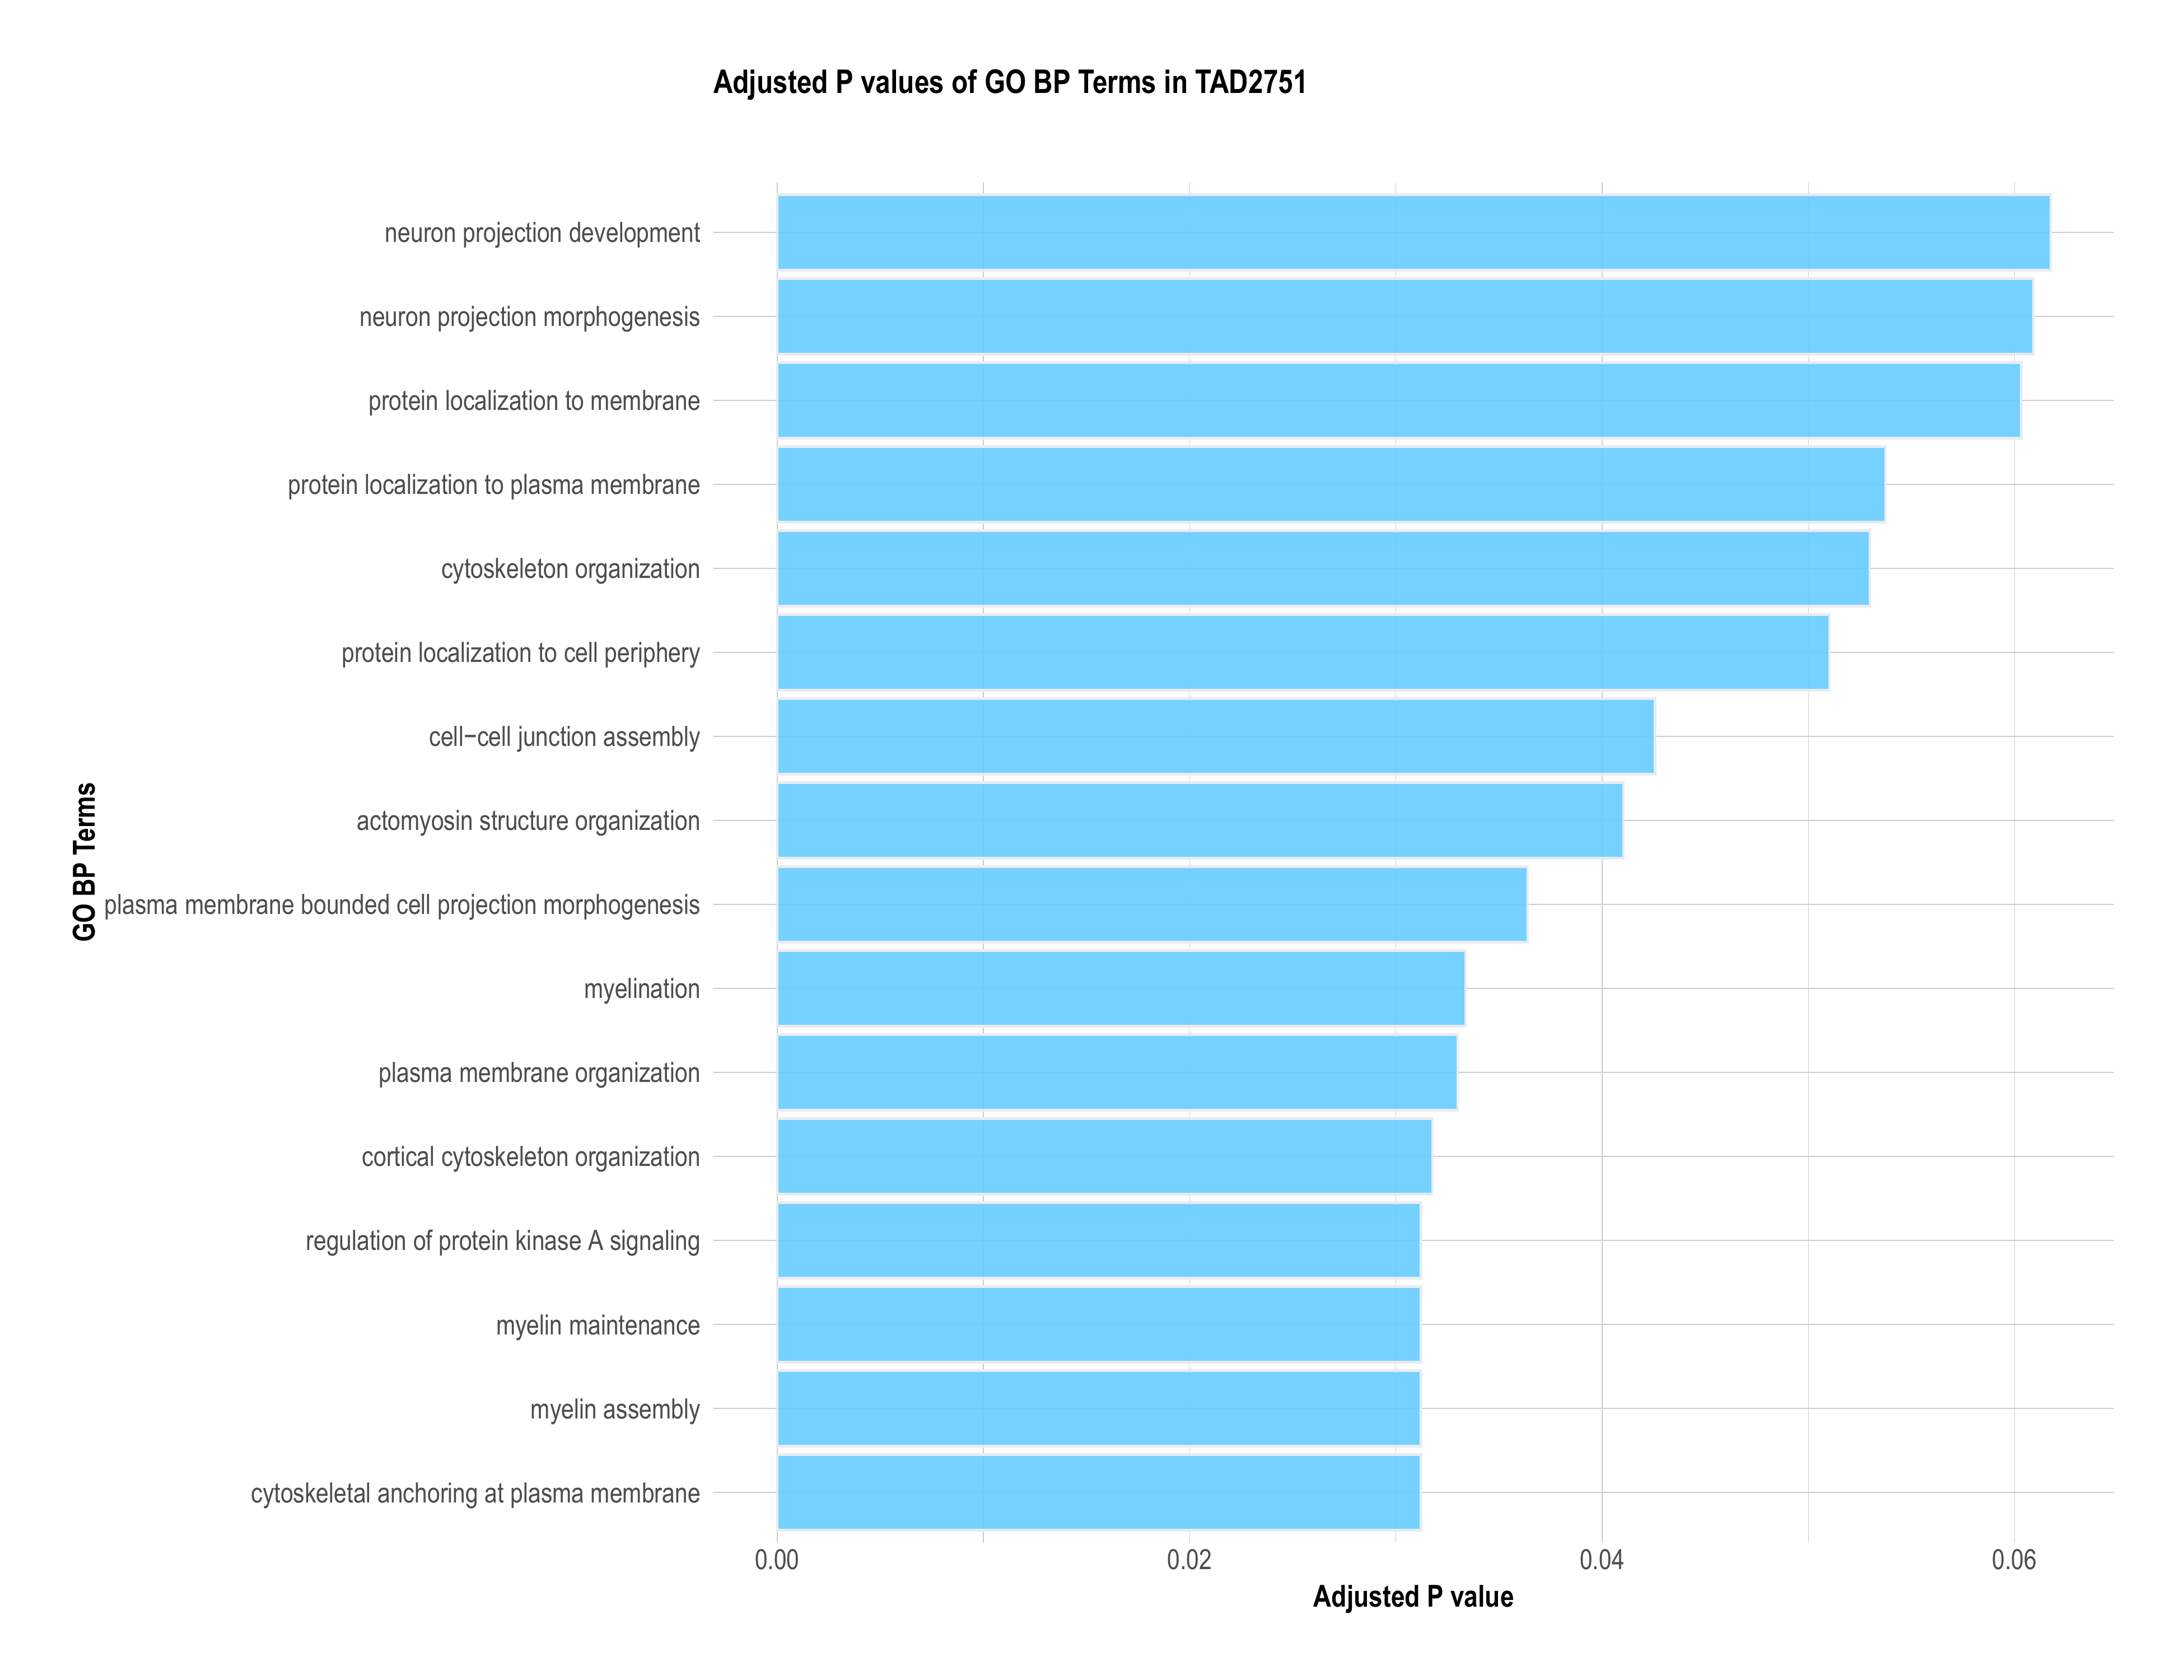 Adjusted P values of GO BP Terms in TAD2751
neuron projection development
neuron projection morphogenesis
protein localization to membrane
protein localization to plasma membrane
cytoskeleton organization
protein localization to cell periphery
cell−cell junction assembly
actomyosin structure organization
plasma membrane bounded cell projection morphogenesis
myelination
plasma membrane organization
cortical cytoskeleton organization
regulation of protein kinase A signaling
myelin maintenance
myelin assembly
cytoskeletal anchoring at plasma membrane
GO BP Terms
0.00 0.02 0.04 0.06
Adjusted P value